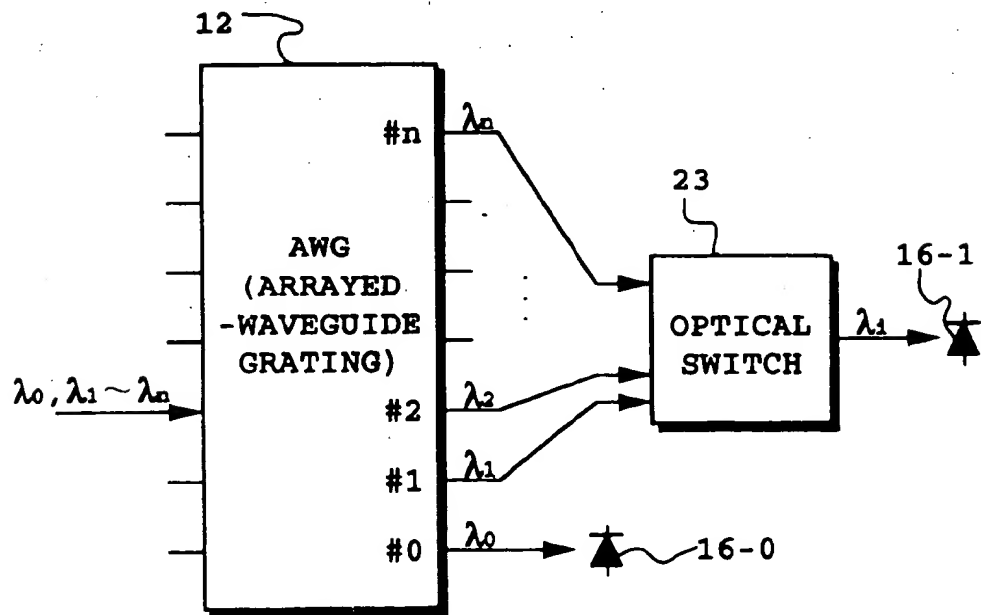 12
#n
λn
23
AWG
(ARRAYED
-WAVEGUIDE
GRATING)
16-1
OPTICAL
SWITCH
λi
λ0,λ1~λn
#2
λ2
#1
λ1
#0
λ0
16-0